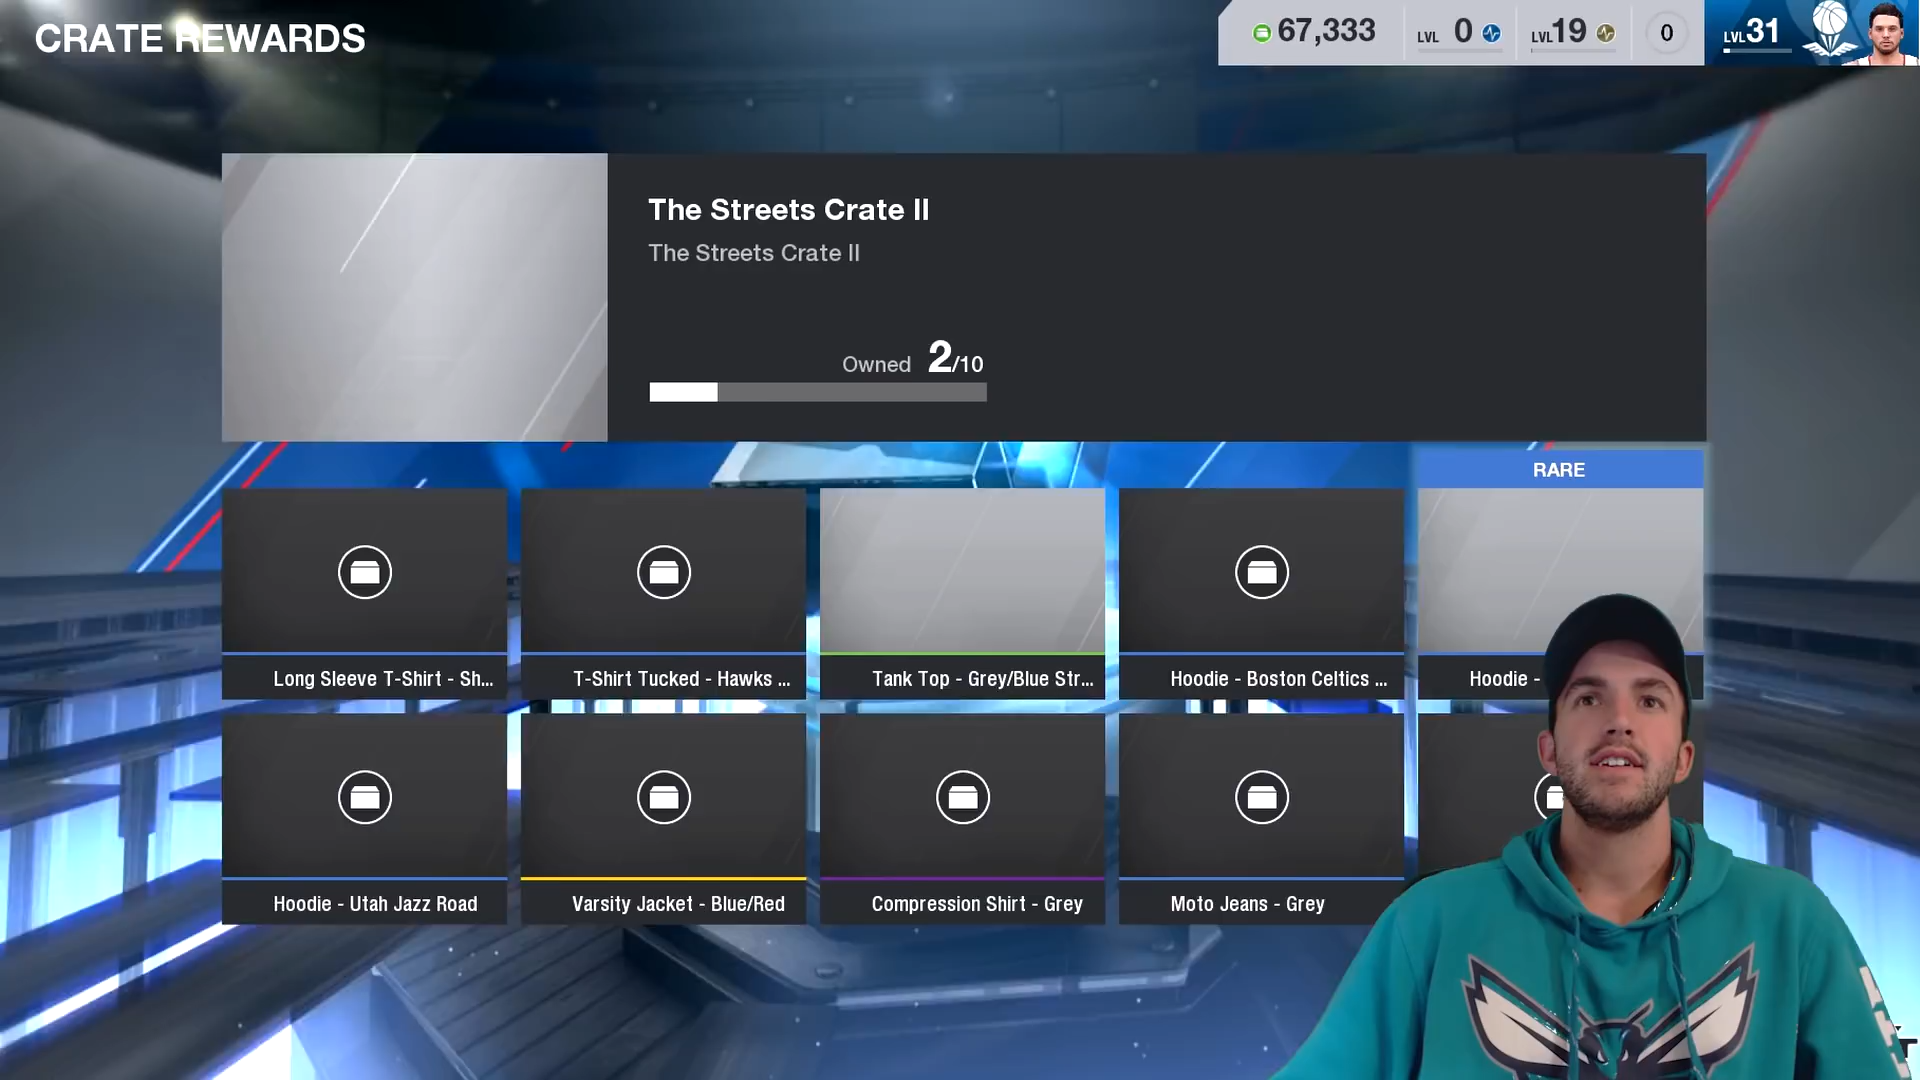 CRATE REWARDS
67,333
LVL 0
LVL 19
0
LVL 31
The Streets Crate II
The Streets Crate II
Owned 2/10
RARE
Long Sleeve T-Shirt - Sh...
T-Shirt Tucked - Hawks ...
Tank Top - Grey/Blue Str...
Hoodie - Boston Celtics ...
Hoodie -
Hoodie - Utah Jazz Road
Varsity Jacket - Blue/Red
Compression Shirt - Grey
Moto Jeans - Grey